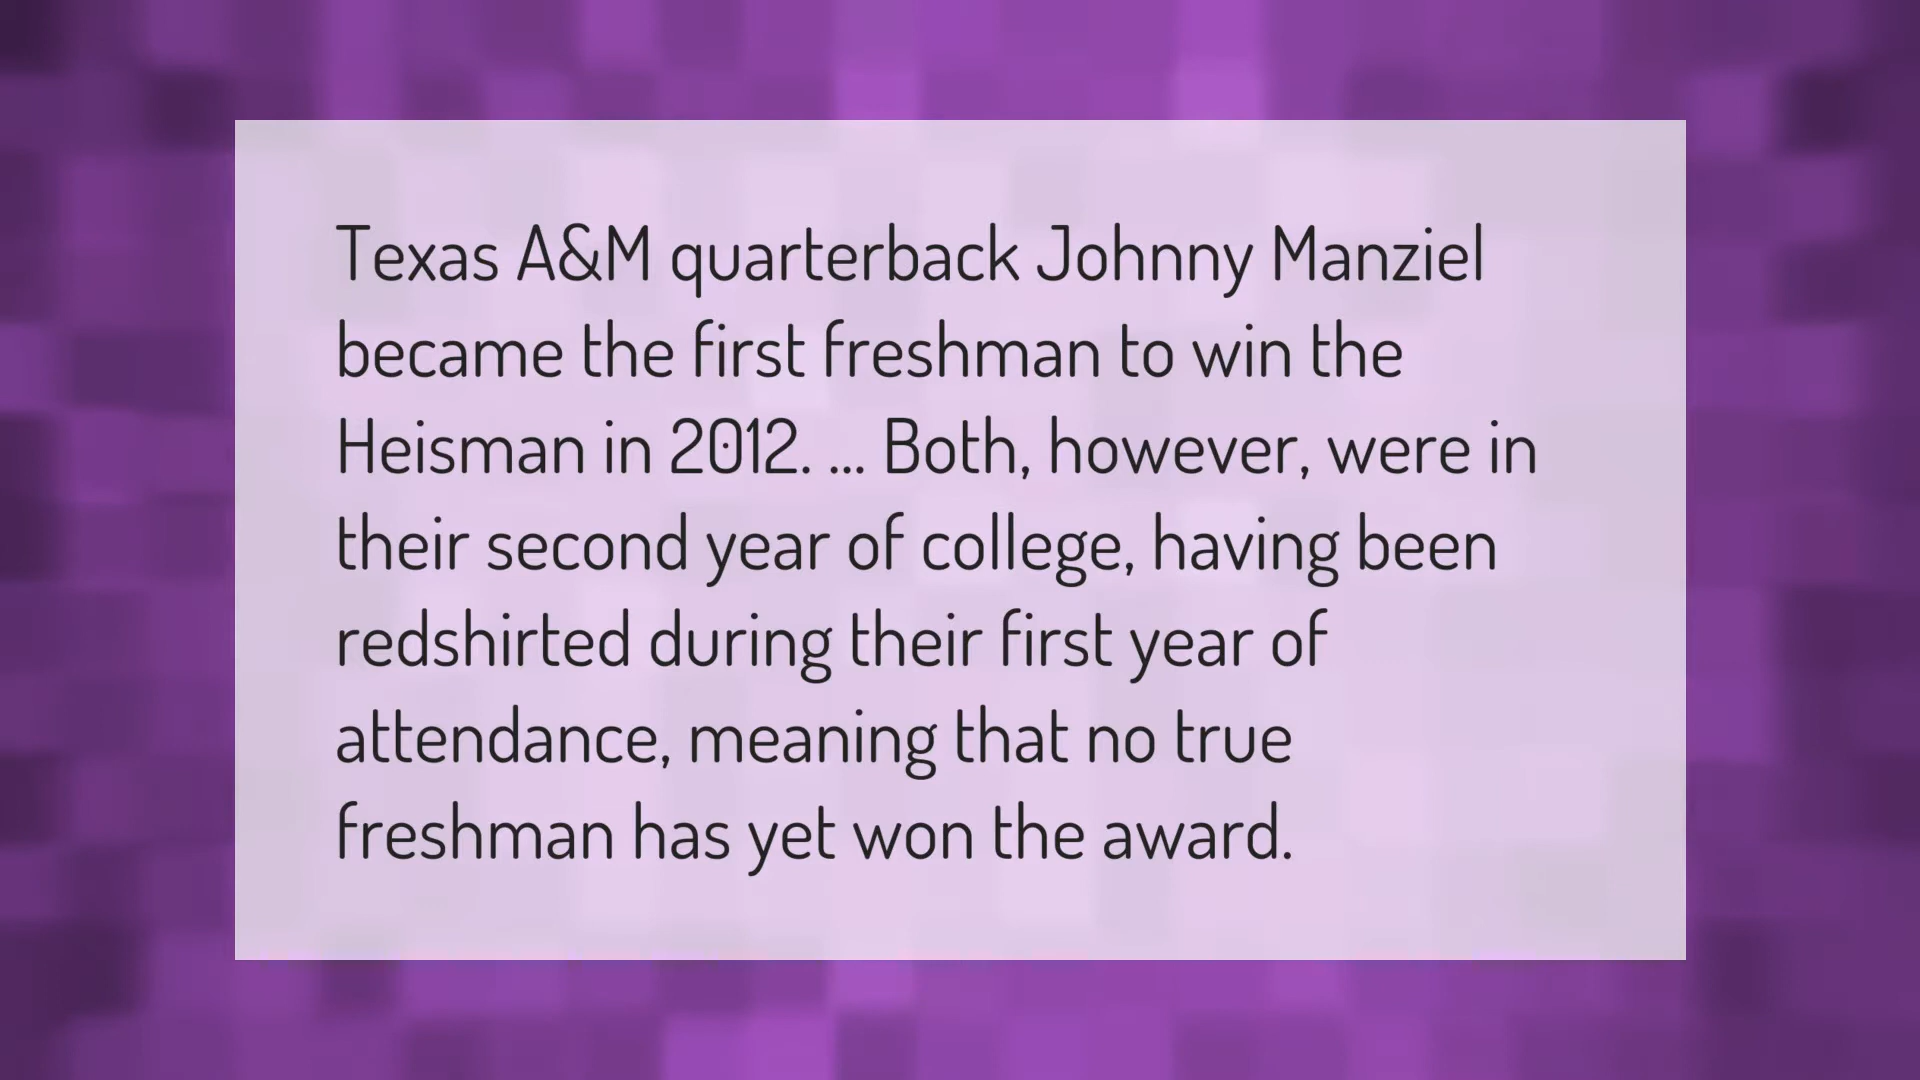 Texas A&M quarterback Johnny Manziel
became the first freshman to win the
Heisman in 2012. ... Both, however, were in
their second year of college, having been
redshirted during their first year of
attendance, meaning that no true
freshman has yet won the award.